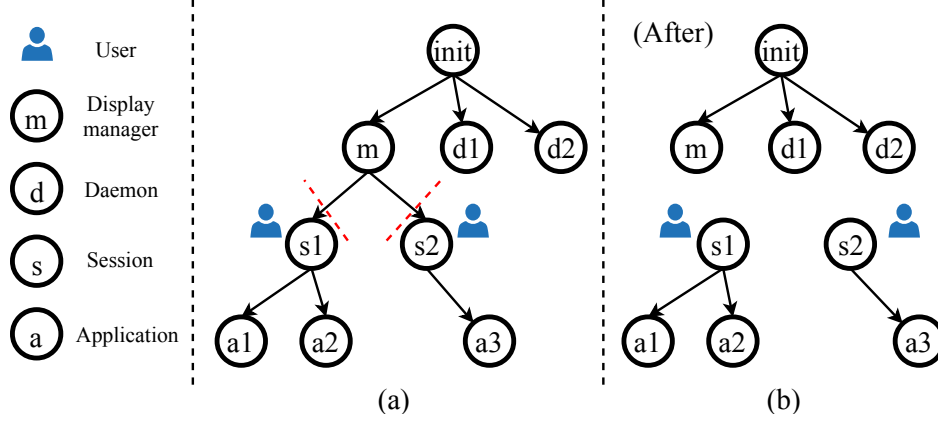 User
m
Display
manager
d
Daemon
s
Session
a
Application
init
m
d1
d2
s1
s2
a1
a2
a3
(a)
(After)
init
m
d1
d2
s1
s2
a1
a2
a3
(b)